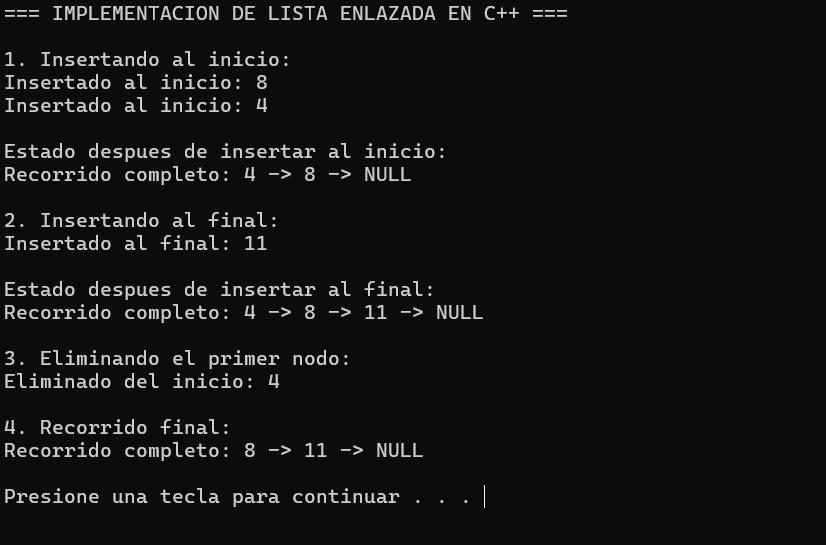 === IMPLEMENTACION DE LISTA ENLAZADA EN C++ ===
1. Insertando al inicio:
Insertado al inicio: 8
Insertado al inicio: 4
Estado despues de insertar al inicio:
Recorrido completo: 4 -> 8 -> NULL
2. Insertando al final:
Insertado al final: 11
Estado despues de insertar al final:
Recorrido completo: 4 -> 8 -> 11 -> NULL
3. Eliminando el primer nodo:
Eliminado del inicio: 4
4. Recorrido final:
Recorrido completo: 8 -> 11 -> NULL
Presione una tecla para continuar . . .